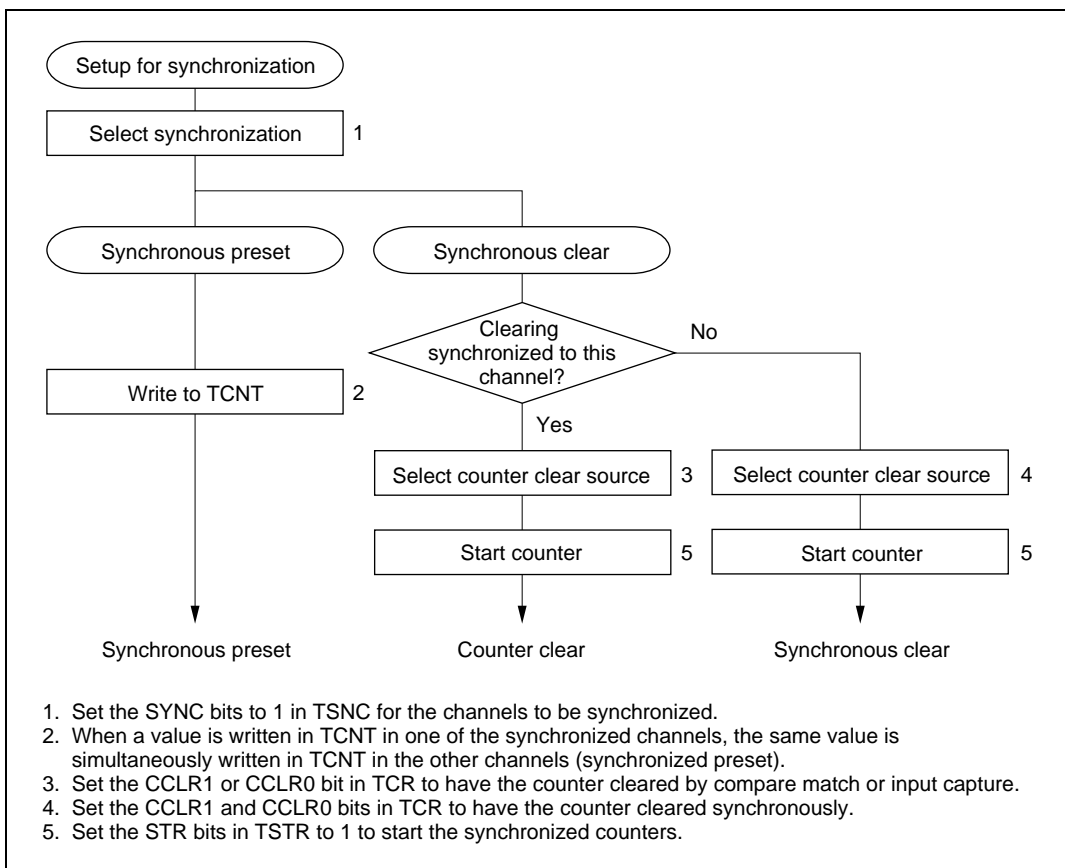 Setup for synchronization
Select synchronization 1
Synchronous preset
Synchronous clear
Clearing
synchronized to this
channel?
No
Write to TCNT 2
Yes
Select counter clear source 3
Select counter clear source 4
Start counter 5
Start counter 5
Synchronous preset
Counter clear
Synchronous clear
1. Set the SYNC bits to 1 in TSNC for the channels to be synchronized.
2. When a value is written in TCNT in one of the synchronized channels, the same value is
simultaneously written in TCNT in the other channels (synchronized preset).
3. Set the CCLR1 or CCLR0 bit in TCR to have the counter cleared by compare match or input capture.
4. Set the CCLR1 and CCLR0 bits in TCR to have the counter cleared synchronously.
5. Set the STR bits in TSTR to 1 to start the synchronized counters.